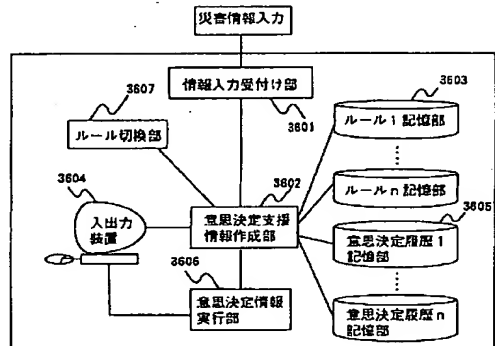 災害情報入力
情報入力受付け部
3601
3607
ルール切換部
3603
ルール1記憶部
ルールn記憶部
3604
入出力
装置
3602
意思決定支援
情報作成部
3605
意思決定履歴1
記憶部
3606
意思決定情報
実行部
意思決定履歴n
記憶部